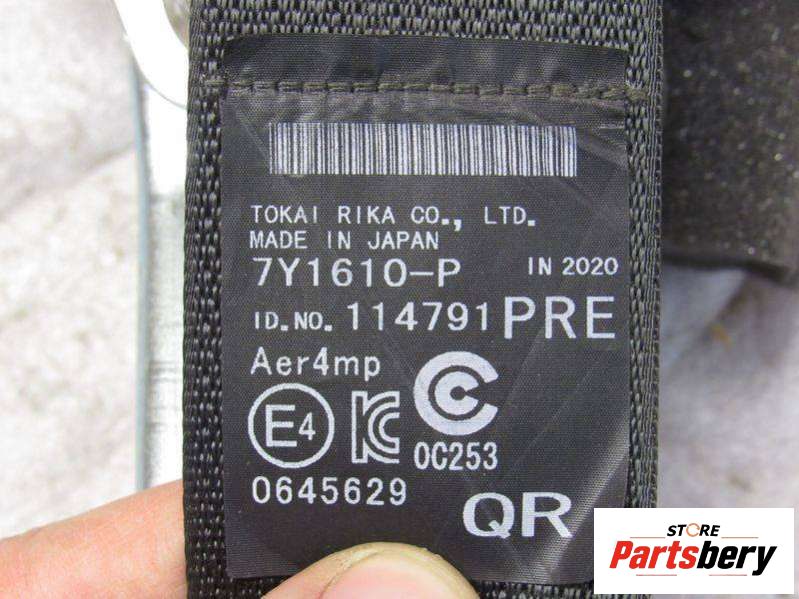 TOKAI RIKA CO., LTD.
MADE IN JAPAN
7Y1610-P IN 2020
ID.NO. 114791 PRE
Aer4mp
E4 KC C
0C253
0645629 QR
STORE
Partsbery